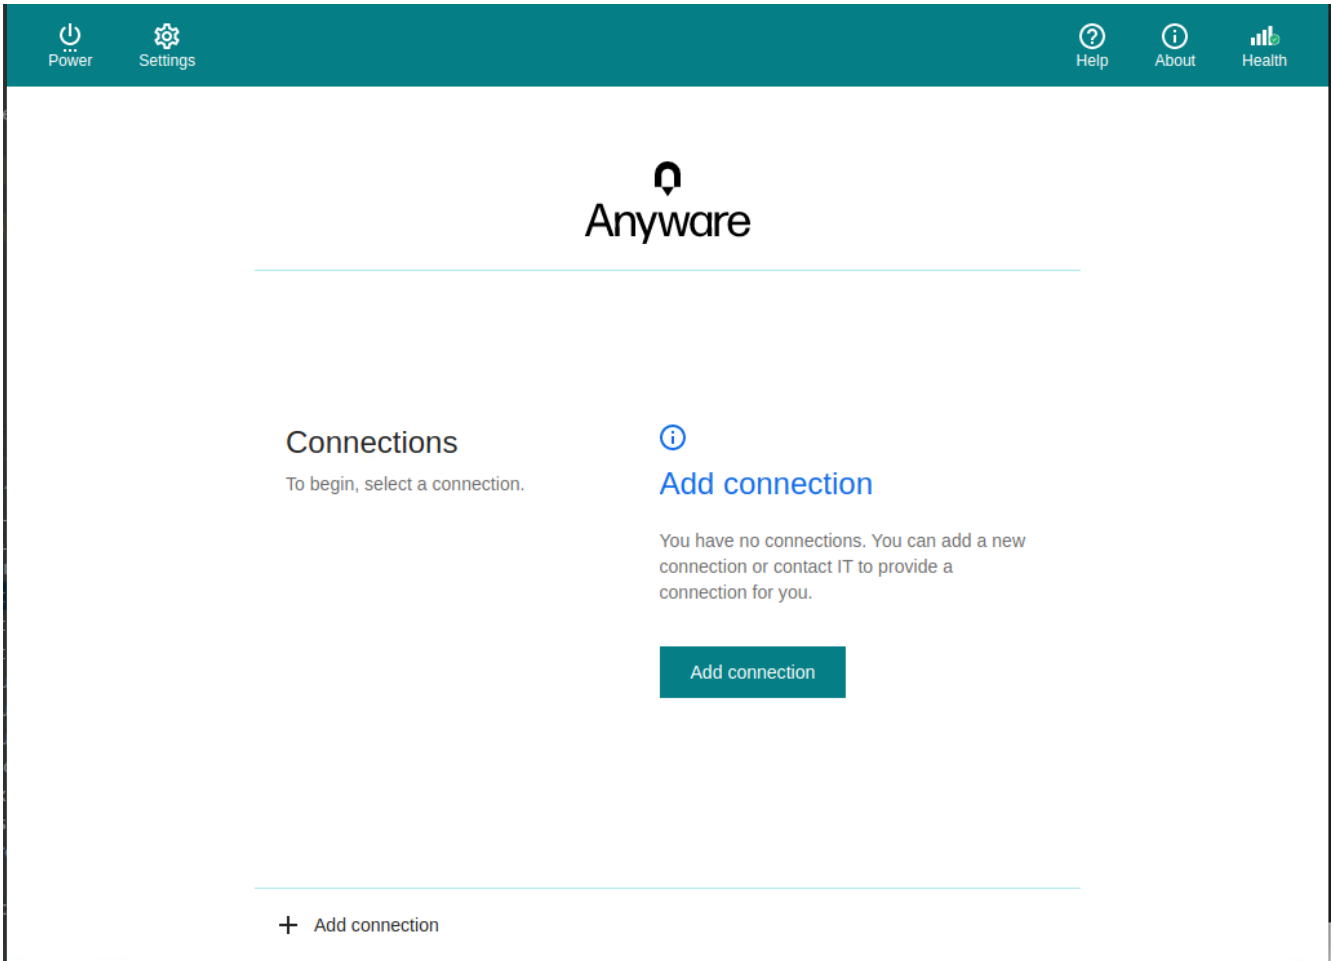 Power
Settings
Help
About
Health
Anyware
Connections
To begin, select a connection.
Add connection
You have no connections. You can add a new
connection or contact IT to provide a
connection for you.
Add connection
Add connection